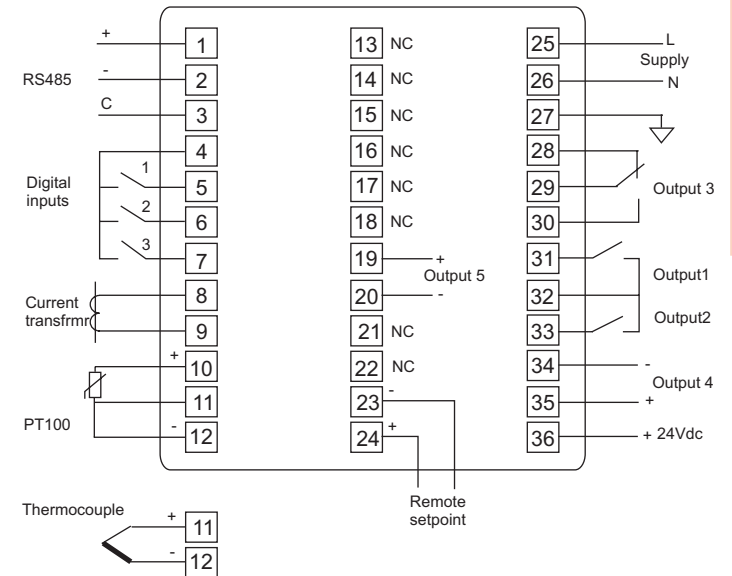 + 1 13 NC 25 L
Supply
RS485 - 2 14 NC 26 N
C 3 15 NC 27
4 16 NC 28
Digital
inputs
1 5 17 NC 29 Output 3
2 6 18 NC 30
3 7 19 + 31
Output 5 Output1
8 20 - 32
Current
transfrmr
9 21 NC 33 Output2
+ 10 22 NC 34 -
Output 4
11 23 - 35 +
PT100 - 12 24 + 36 + 24Vdc
Remote
setpoint
Thermocouple
+ 11
- 12